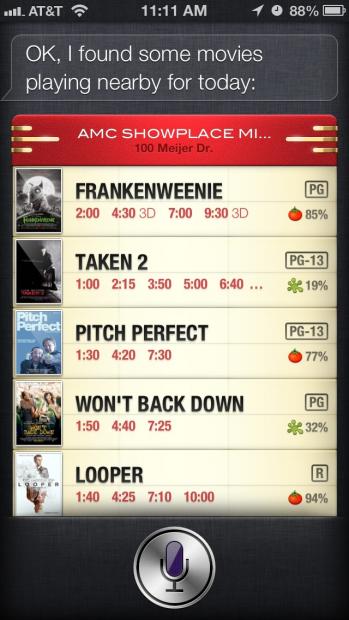 AT&T 11:11 AM 88%
OK, I found some movies
playing nearby for today:
AMC SHOWPLACE MI...
100 Meijer Dr.
FRANKENWEENIE PG
2:00 4:30 3D 7:00 9:30 3D 85%
TAKEN 2 PG-13
1:00 2:15 3:50 5:00 6:40 ... 19%
Pitch
Perfect
PITCH PERFECT PG-13
1:30 4:20 7:30 77%
WON'T BACK DOWN PG
1:50 4:40 7:25 32%
LOOPER R
1:40 4:25 7:10 10:00 94%
LOOPER